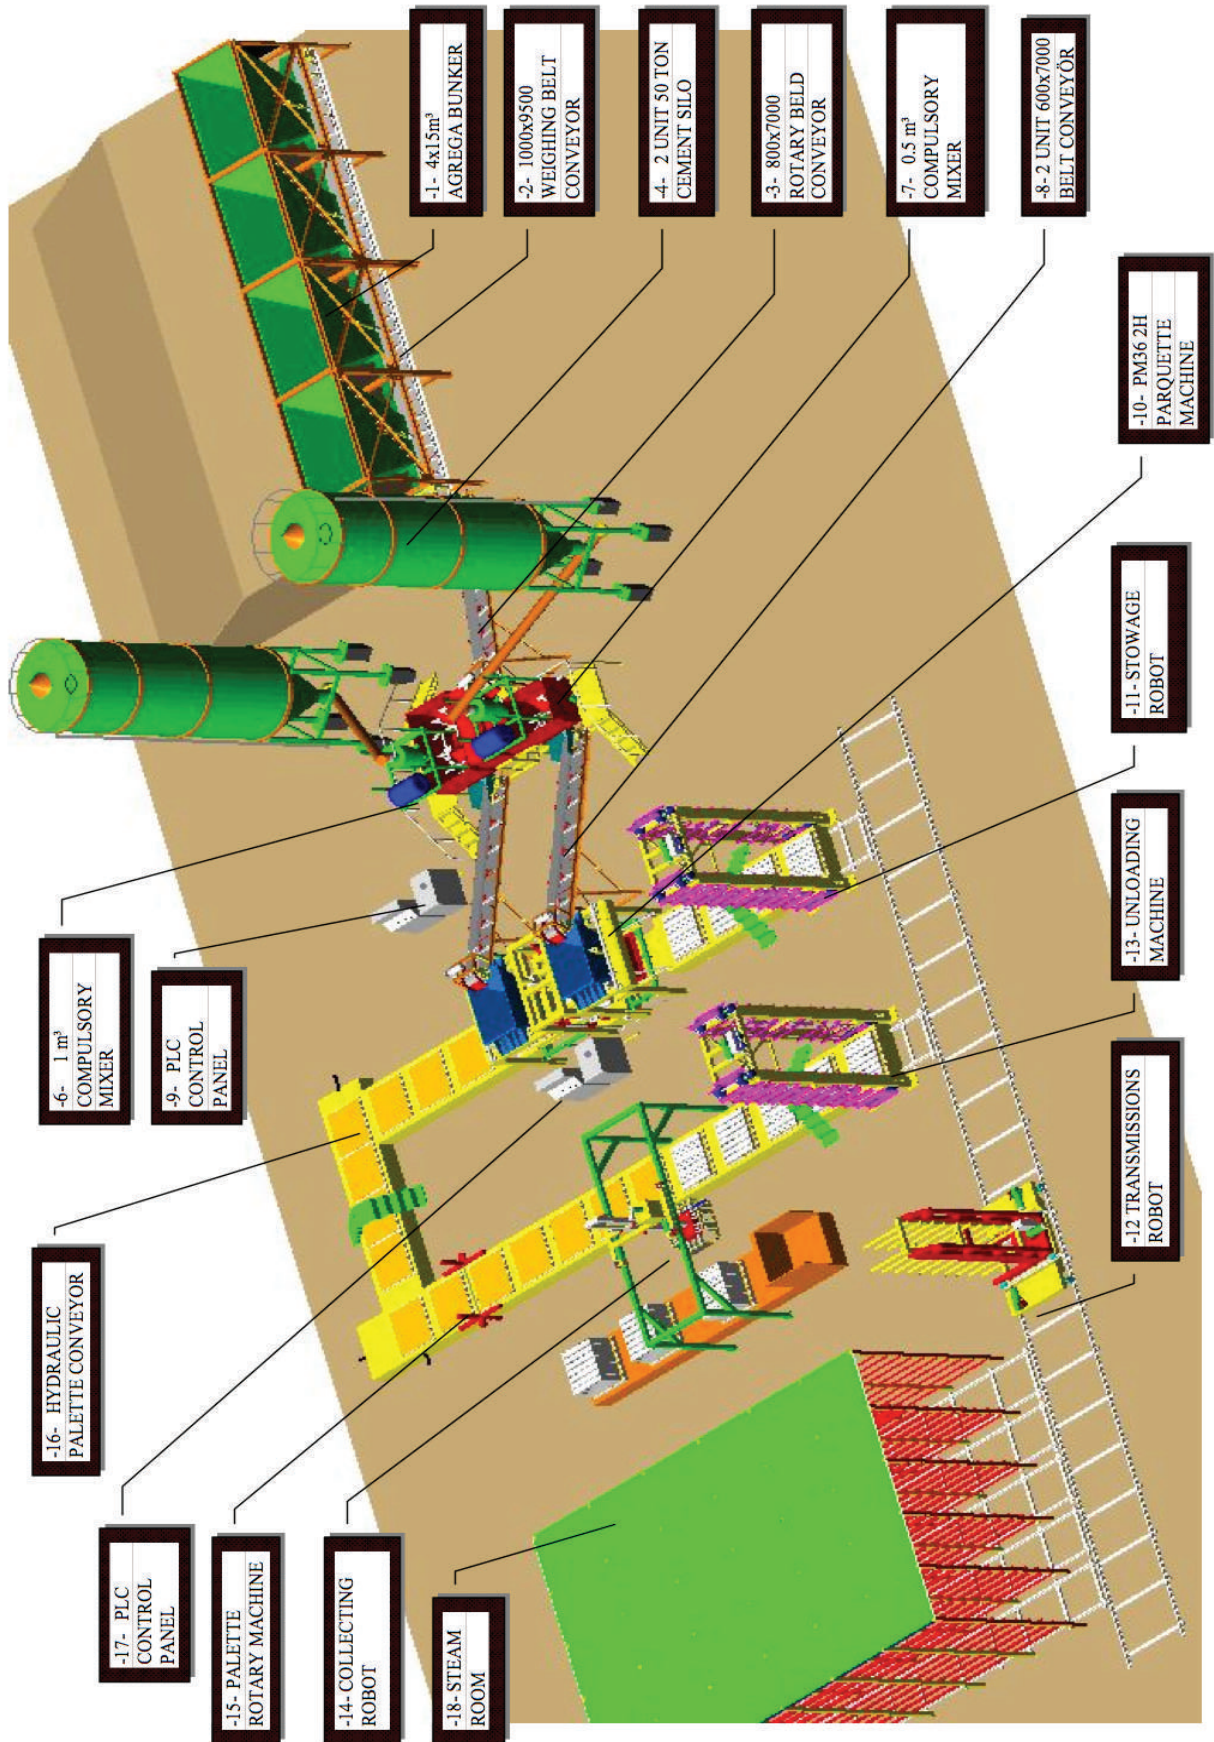 -1- 4x15m³
AGREGA BUNKER
-2- 1000x9500
WEIGHING BELT
CONVEYOR
-4- 2 UNIT 50 TON
CEMENT SILO
-3- 800x7000
ROTARY BELD
CONVEYOR
-7- 0.5 m³
COMPULSORY
MIXER
-8- 2 UNIT 600x7000
BELT CONVEYÖR
-10- PM36 2H
PARQUETTE
MACHINE
-11- STOWAGE
ROBOT
-13- UNLOADING
MACHINE
-12 TRANSMISSIONS
ROBOT
-6- 1 m³
COMPULSORY
MIXER
-9- PLC
CONTROL
PANEL
-16- HYDRAULIC
PALETTE CONVEYOR
-17- PLC
CONTROL
PANEL
-15- PALETTE
ROTARY MACHINE
-14- COLLECTING
ROBOT
-18- STEAM
ROOM